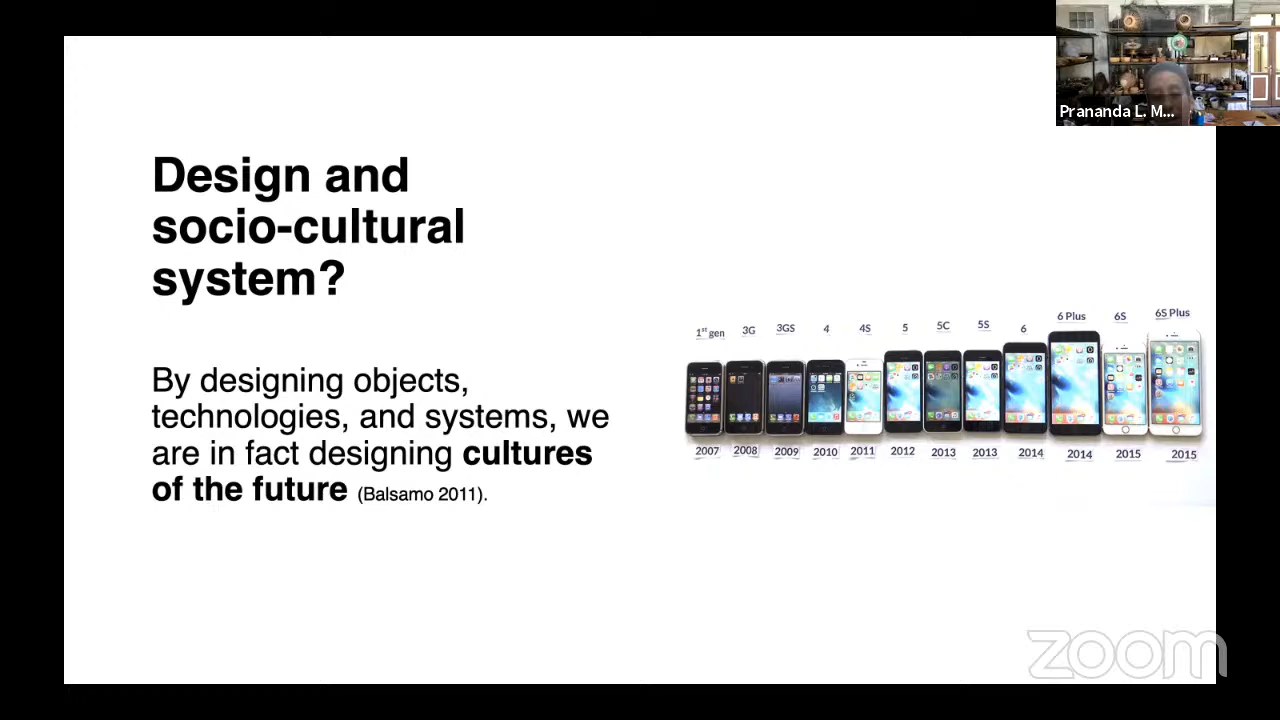 Prananda L. M...
Design and
socio-cultural
system?
By designing objects,
technologies, and systems, we
are in fact designing cultures
of the future (Balsamo 2011).
1st gen 3G 3GS 4 4S 5 5C 5S 6 6 Plus 6S 6S Plus
2007 2008 2009 2010 2011 2012 2013 2013 2014 2014 2015 2015
zoom